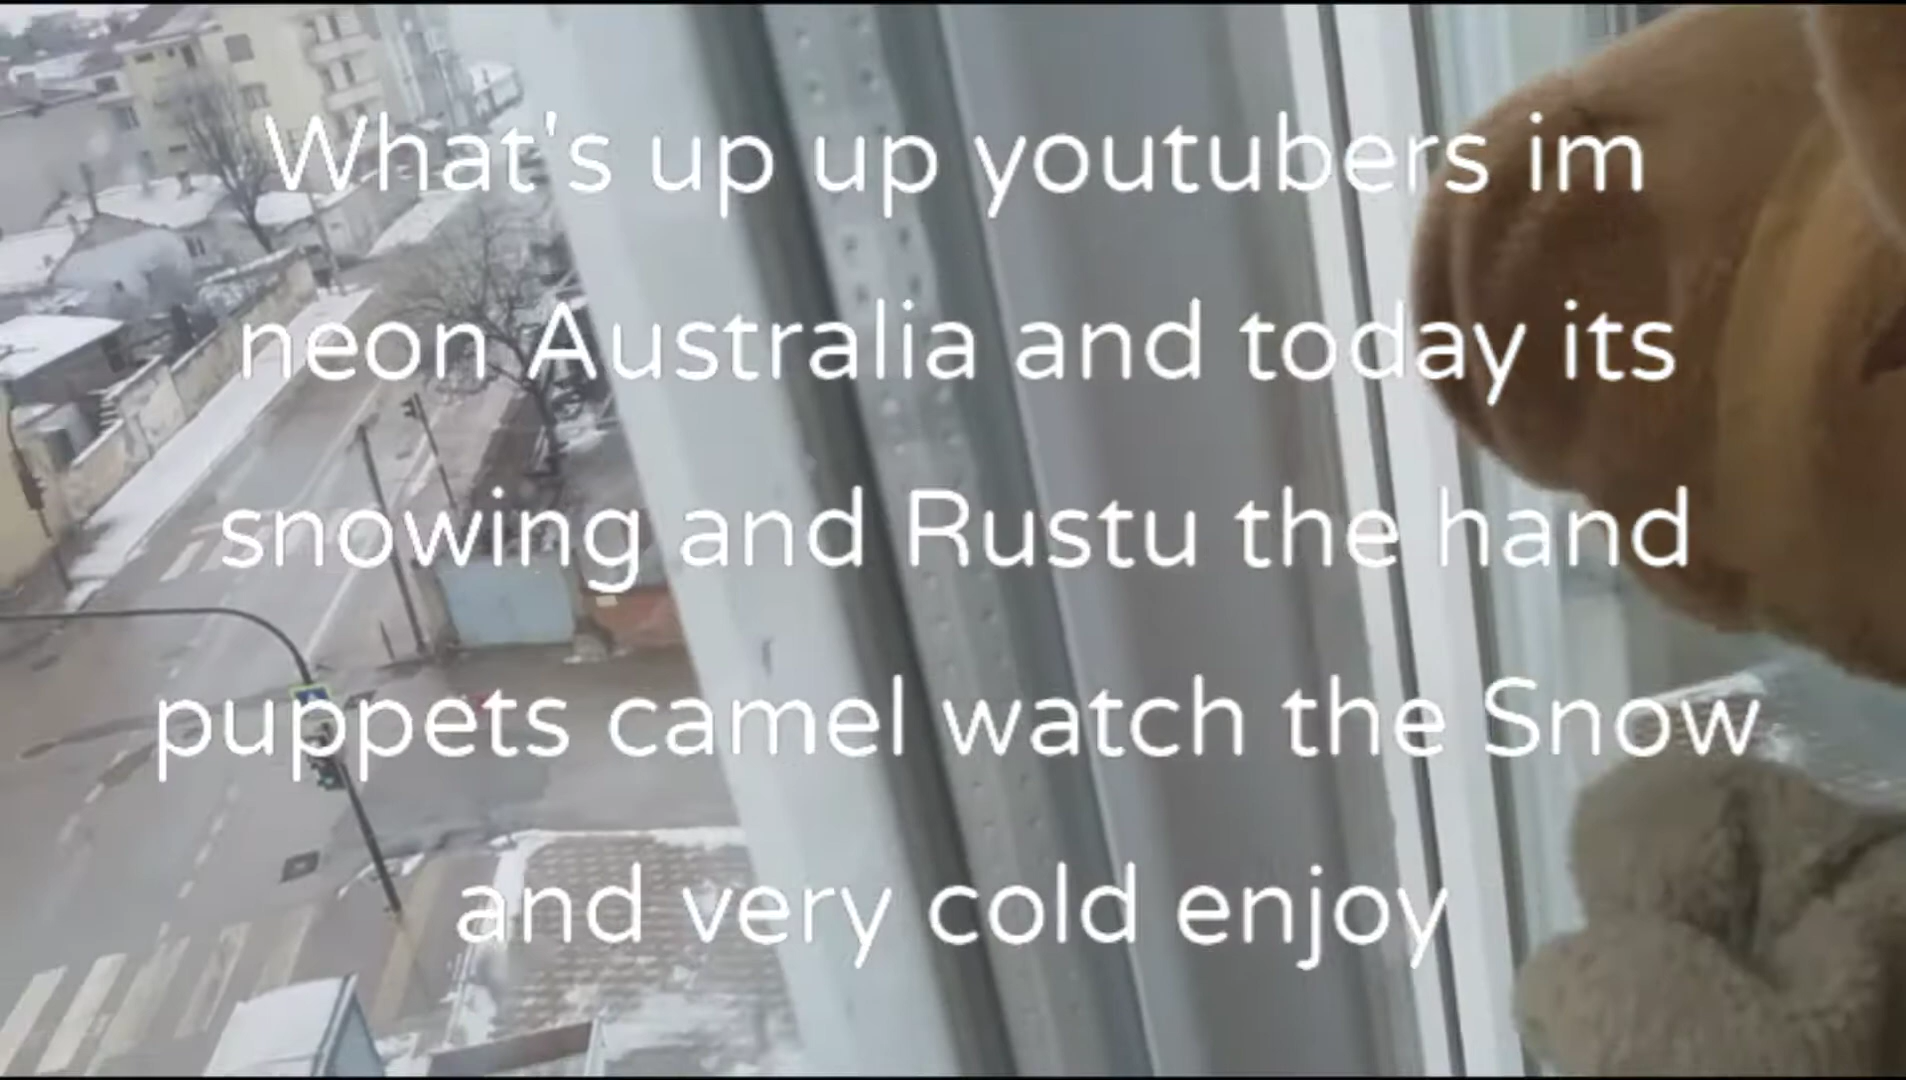 What's up up youtubers im
neon Australia and today its
snowing and Rustu the hand
puppets camel watch the Snow
and very cold enjoy